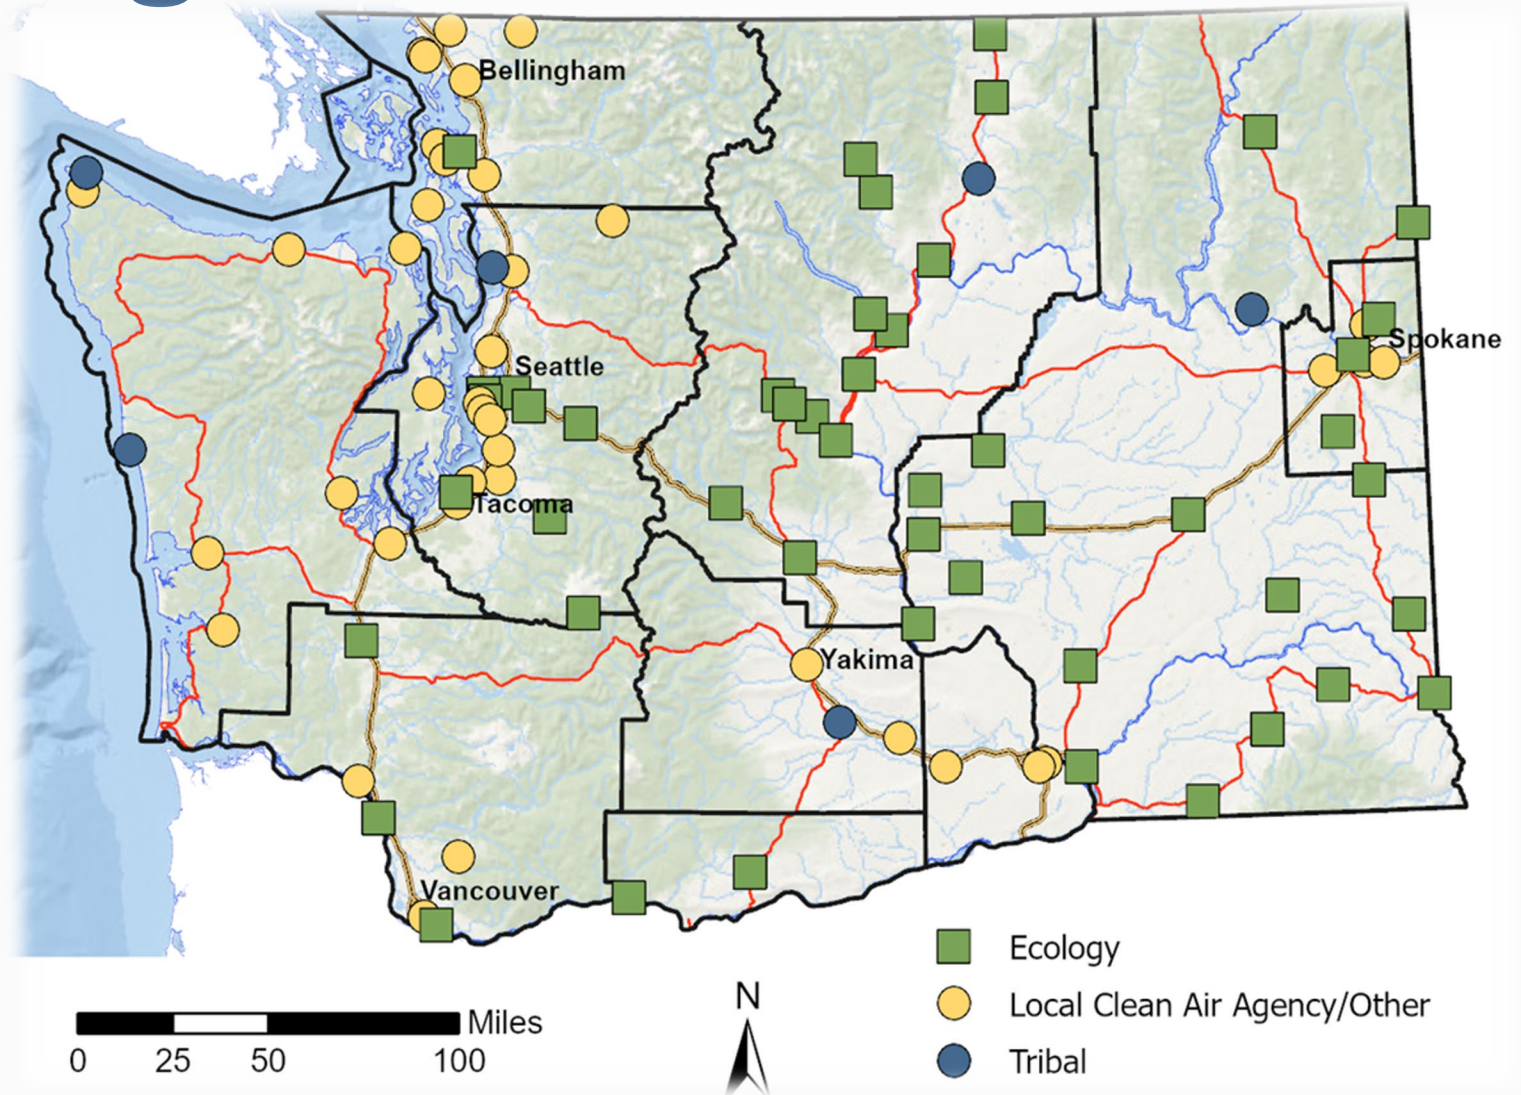 Bellingham
Spokane
Seattle
Tacoma
Yakima
Vancouver
Ecology
N
Local Clean Air Agency/Other
Miles
0 25 50 100
Tribal